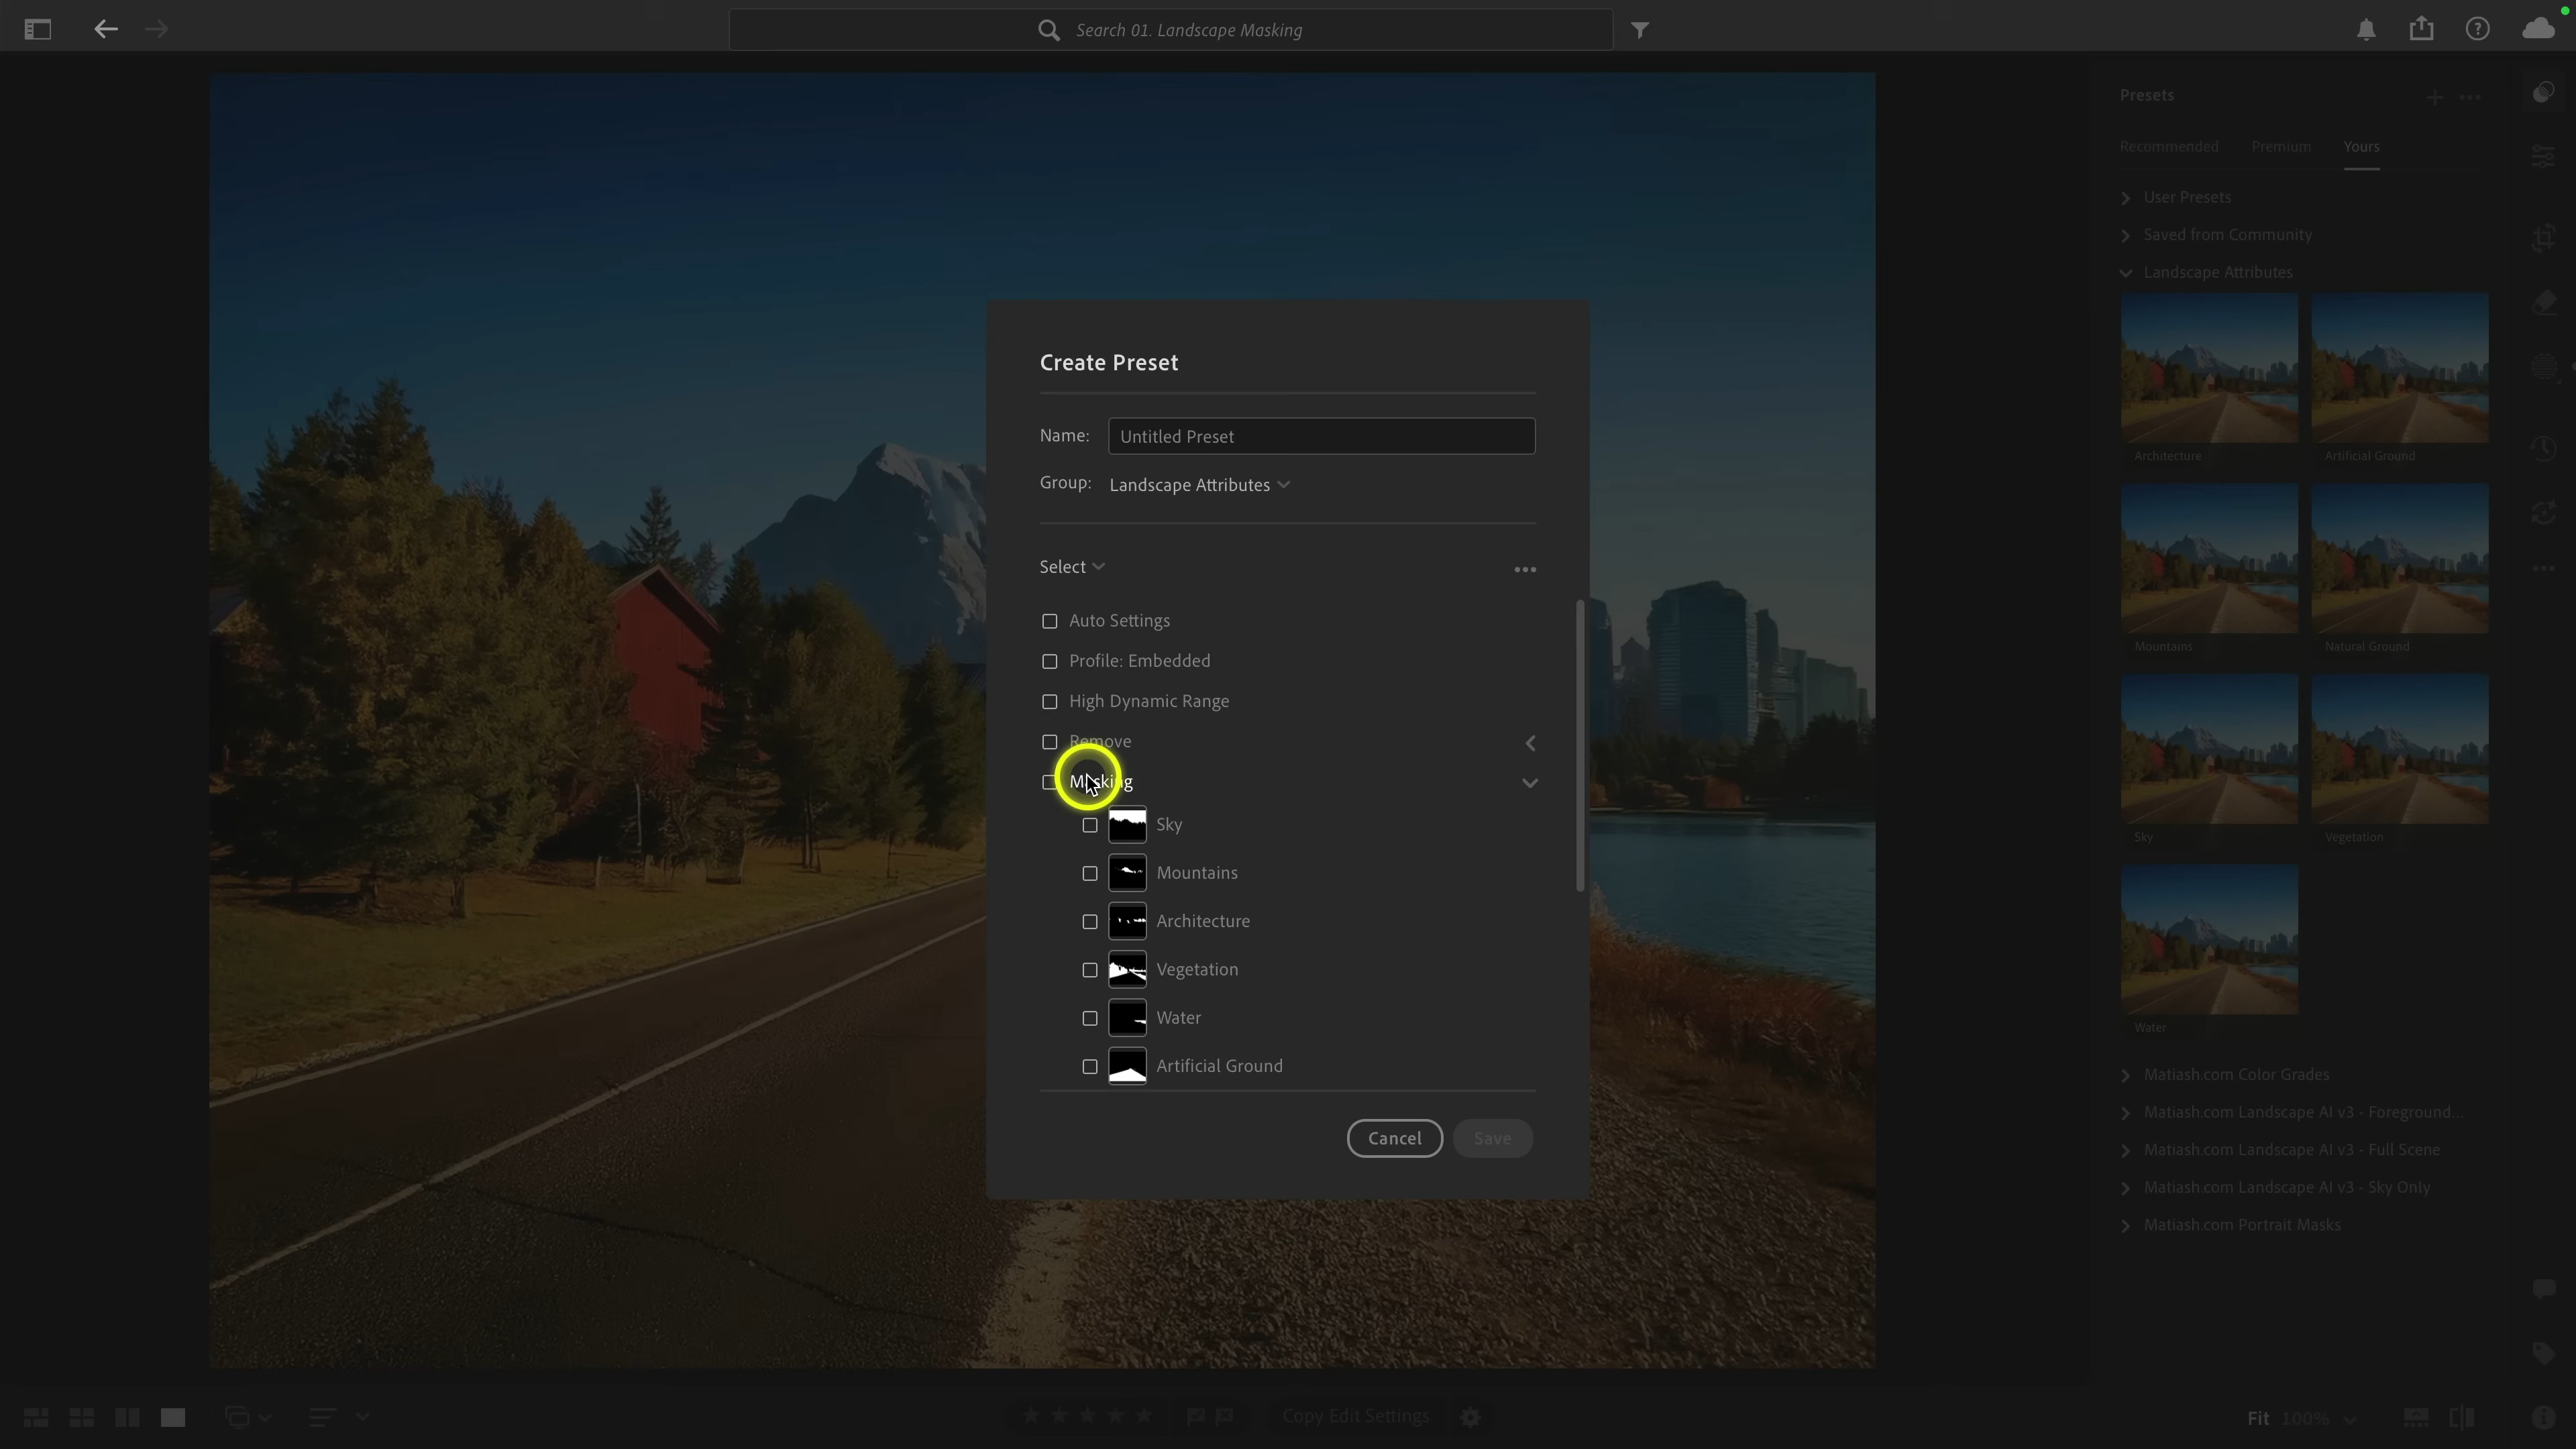 Search 01. Landscape Masking
Presets
Recommended
Premium
Yours
User Presets
Saved from Community
Landscape Attributes
Architecture
Artificial Ground
Mountains
Natural Ground
Sky
Vegetation
Water
Matiash.com Color Grades
Matiash.com Landscape AI v3 - Foreground...
Matiash.com Landscape AI v3 - Full Scene
Matiash.com Landscape AI v3 - Sky Only
Matiash.com Portrait Masks
Create Preset
Name: Untitled Preset
Group: Landscape Attributes
Select
Auto Settings
Profile: Embedded
High Dynamic Range
Remove
Masking
Sky
Mountains
Architecture
Vegetation
Water
Artificial Ground
Cancel
Save
Copy Edit Settings
Fit 100%